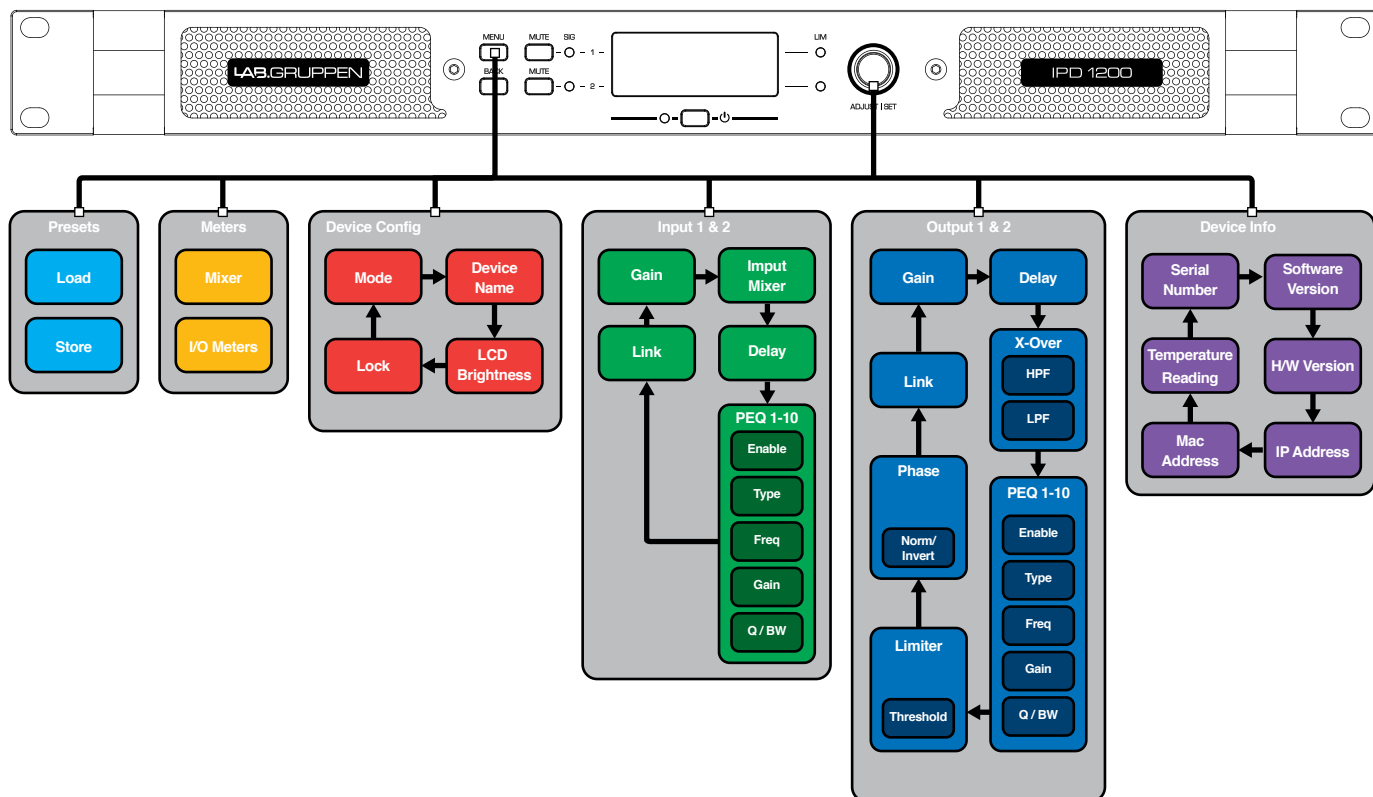 MENU
MUTE
SIG
1
LIM
LAB.GRUPPEN
BACK
MUTE
2
IPD 1200
ADJUST | SET
Presets
Load
Store
Meters
Mixer
I/O Meters
Device Config
Mode
Device
Name
Lock
LCD
Brightness
Input 1 & 2
Gain
Imput
Mixer
Link
Delay
PEQ 1-10
Enable
Type
Freq
Gain
Q / BW
Output 1 & 2
Gain
Delay
X-Over
HPF
LPF
Link
Phase
Norm/
Invert
PEQ 1-10
Enable
Type
Freq
Gain
Q / BW
Limiter
Threshold
Device Info
Serial
Number
Software
Version
Temperature
Reading
H/W Version
Mac
Address
IP Address